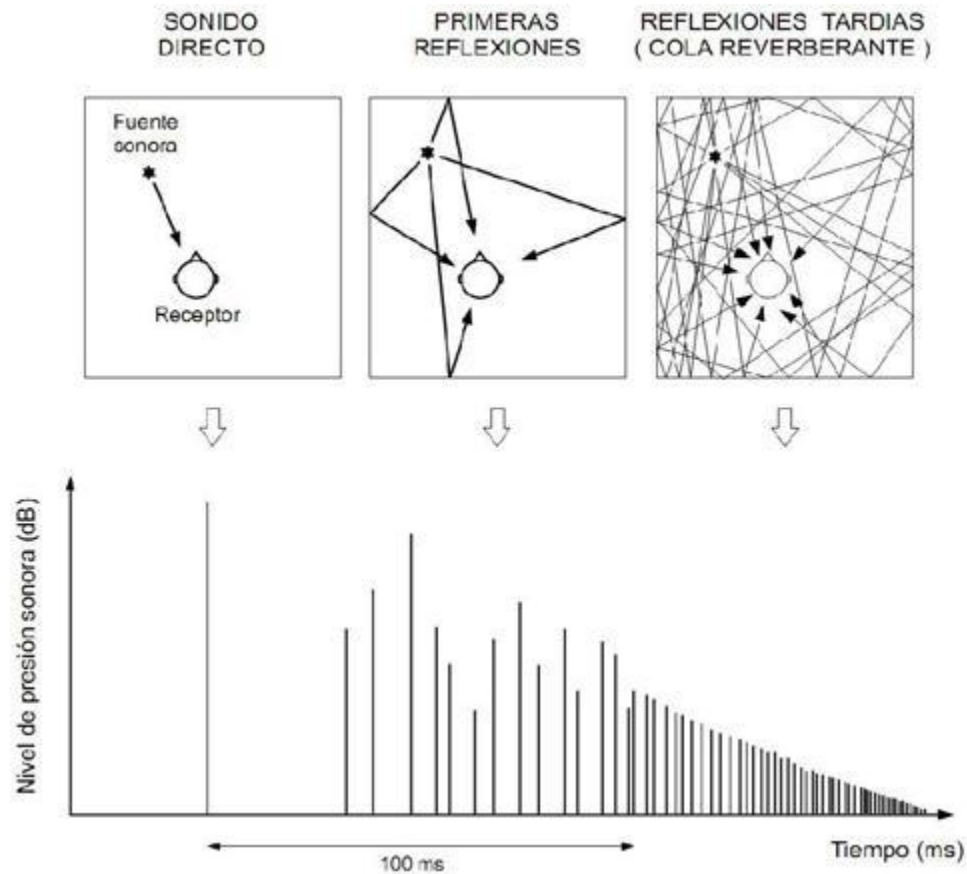 SONIDO
DIRECTO
PRIMERAS
REFLEXIONES
REFLEXIONES TARDIAS
( COLA REVERBERANTE )
Fuente
sonora
Receptor
Nivel de presión sonora (dB)
100 ms
Tiempo (ms)